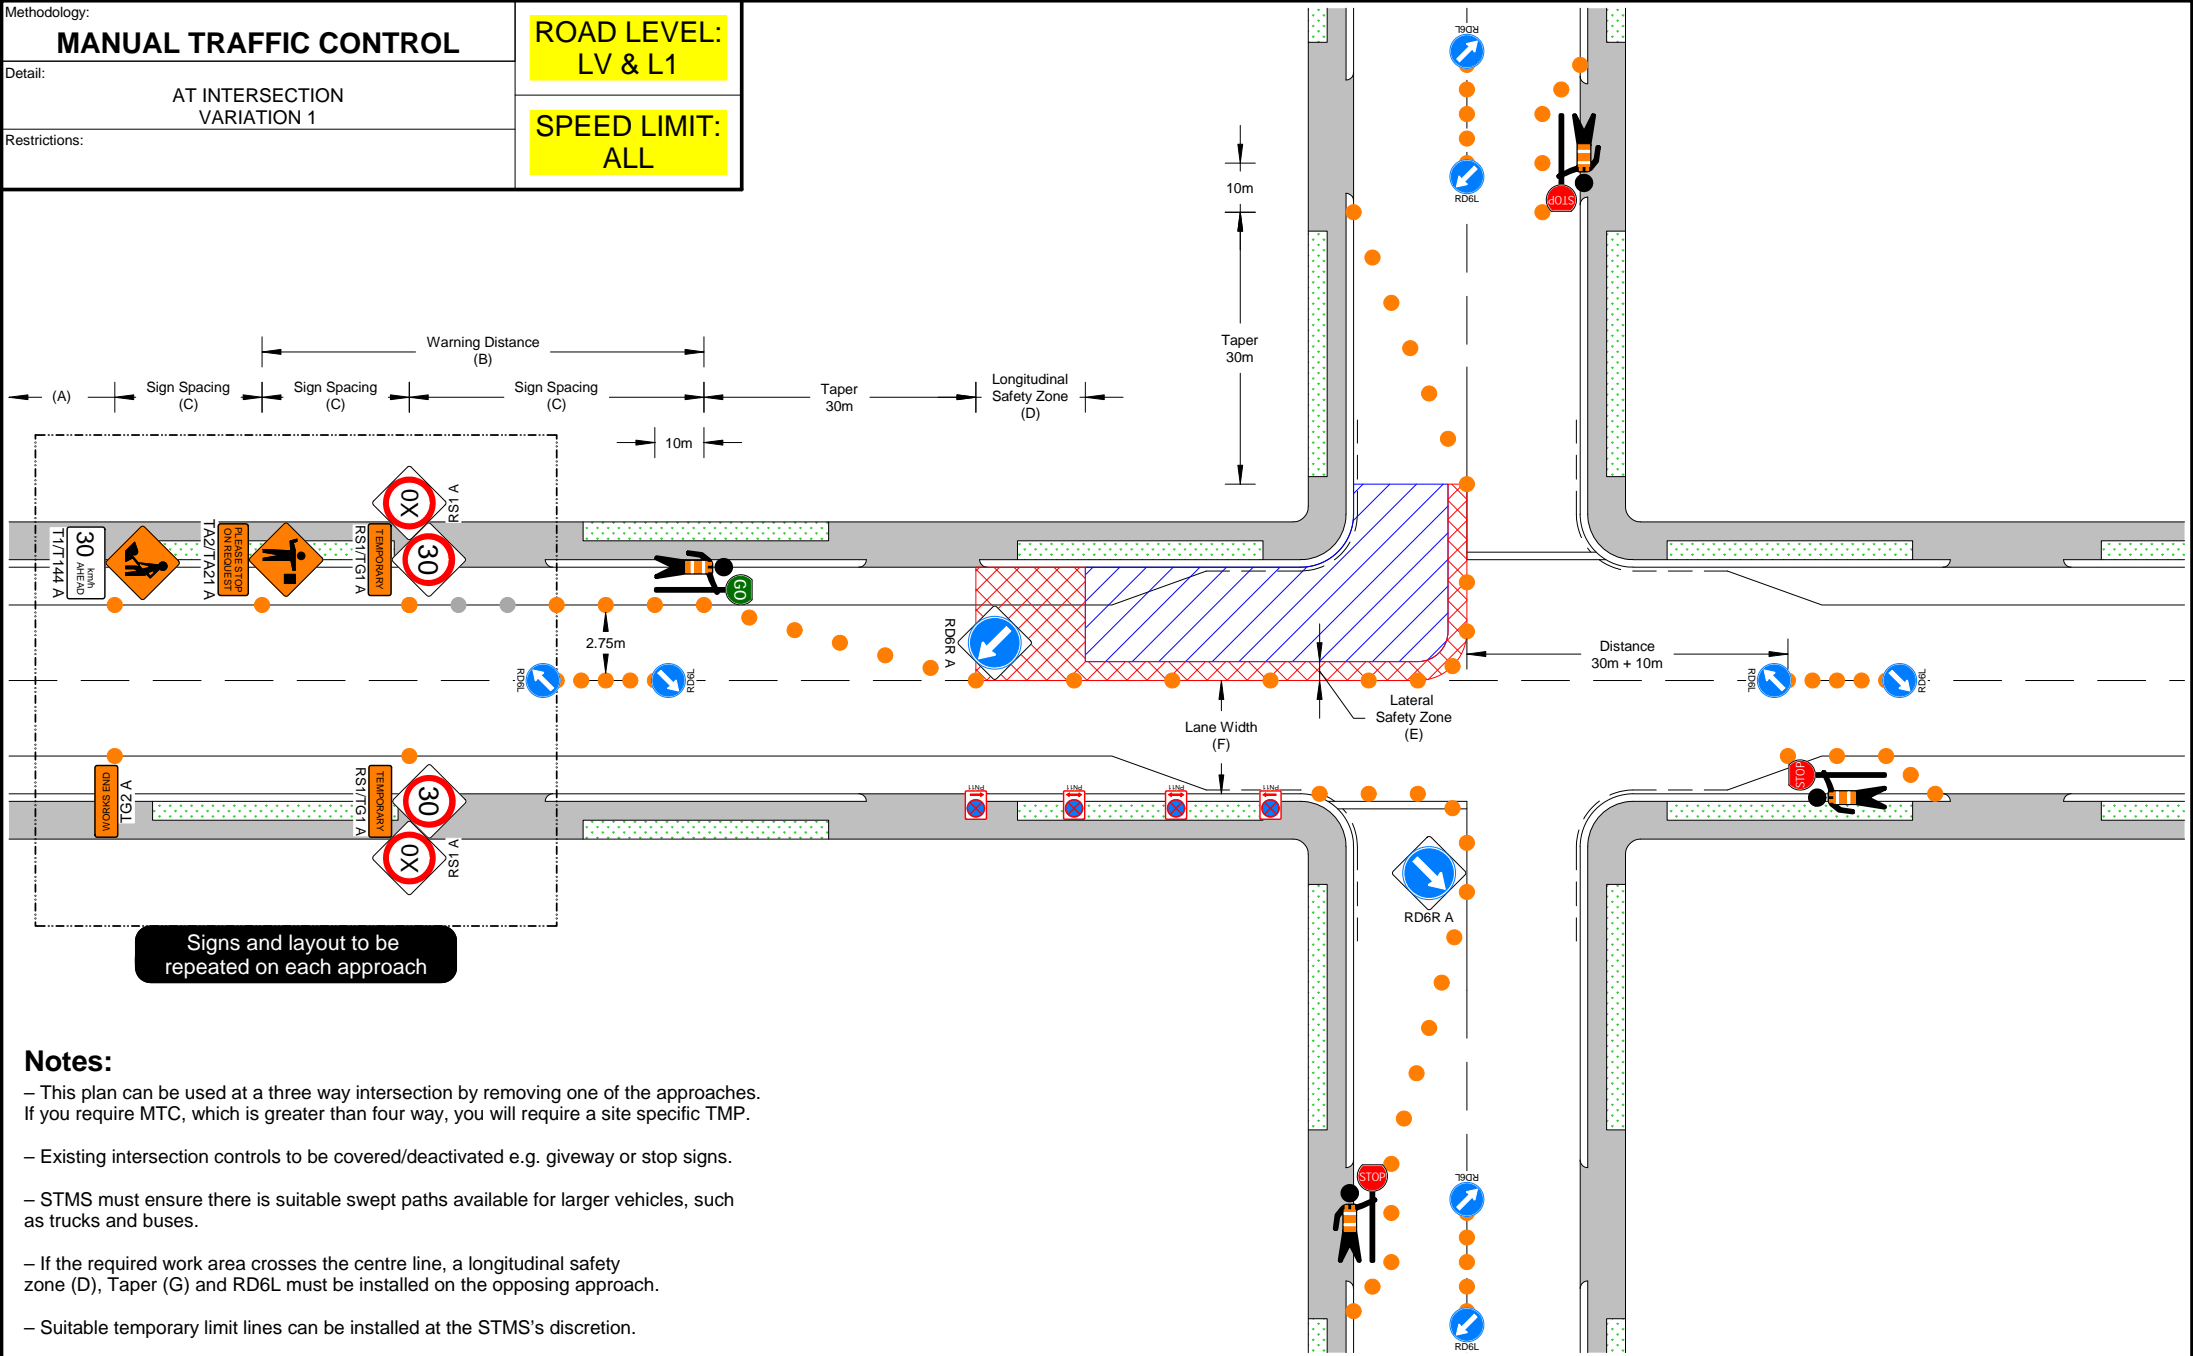 Methodology:
MANUAL TRAFFIC CONTROL
Detail:
AT INTERSECTION
VARIATION 1
Restrictions:
ROAD LEVEL:
LV & L1
SPEED LIMIT:
ALL
RD6L
RD6L
STOP
10m
Taper
30m
Warning Distance
(B)
(A)
Sign Spacing
(C)
Sign Spacing
(C)
Sign Spacing
(C)
Taper
30m
Longitudinal
Safety Zone
(D)
10m
T1/T144 A
30 km/h
AHEAD
TA2/TA21 A
PLEASE STOP
ON REQUEST
RS1/TG1 A
TEMPORARY
0X
30
RS1 A
GO
2.75m
RD6L
RD6L
RD6R A
Lane Width
(F)
Lateral
Safety Zone
(E)
Distance
30m + 10m
RD6L
RD6L
STOP
WORKS END
TG2 A
RS1/TG1 A
TEMPORARY
30
0X
RS1 A
PN11
PN11
PN11
PN11
RD6R A
Signs and layout to be
repeated on each approach
STOP
RD6L
RD6L
Notes:
– This plan can be used at a three way intersection by removing one of the approaches.
If you require MTC, which is greater than four way, you will require a site specific TMP.
– Existing intersection controls to be covered/deactivated e.g. giveway or stop signs.
– STMS must ensure there is suitable swept paths available for larger vehicles, such
as trucks and buses.
– If the required work area crosses the centre line, a longitudinal safety
zone (D), Taper (G) and RD6L must be installed on the opposing approach.
– Suitable temporary limit lines can be installed at the STMS's discretion.